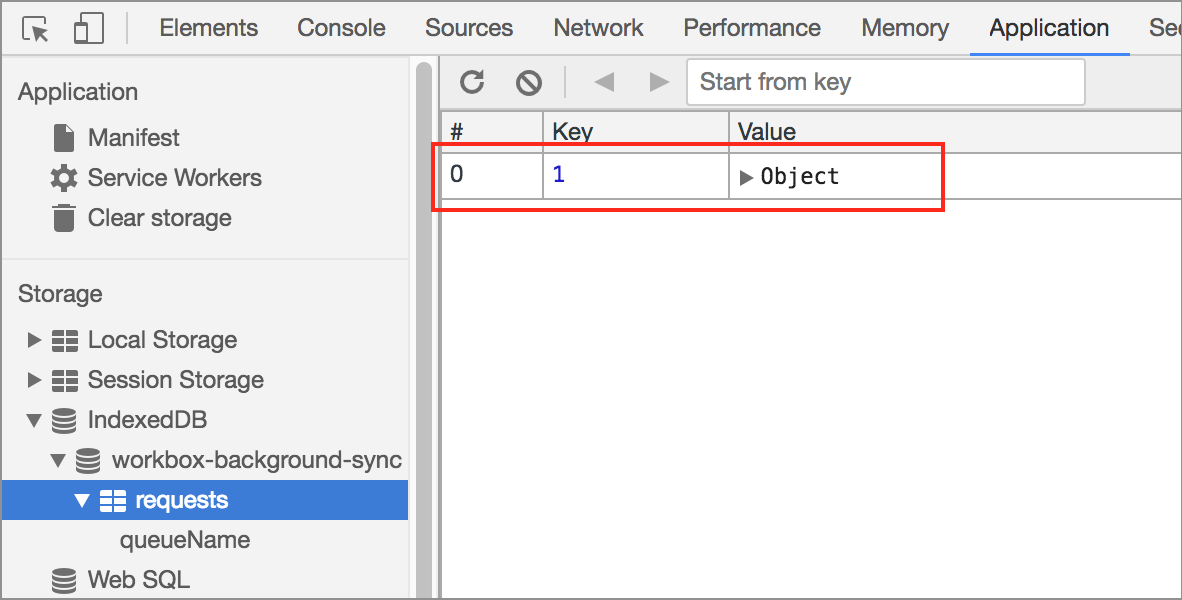 Elements Console Sources Network Performance Memory Application Sec
Application
Manifest
Service Workers
Clear storage
Storage
Local Storage
Session Storage
IndexedDB
workbox-background-sync
requests
queueName
Web SQL
Start from key
# Key Value
0 1 Object